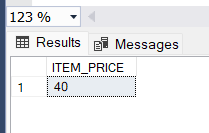 123 %
Results Messages
ITEM_PRICE
1 40